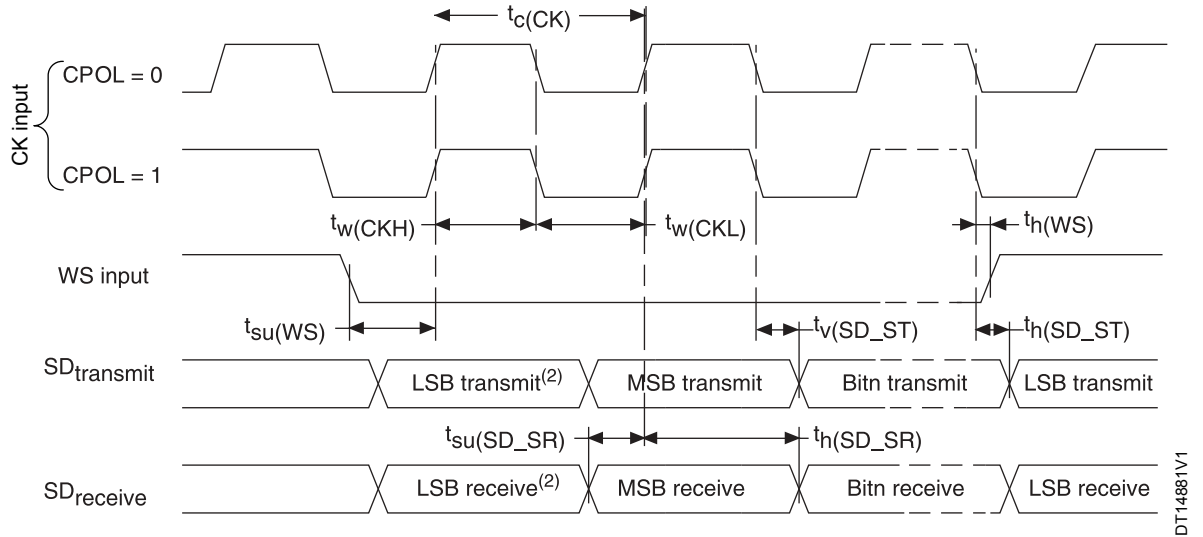 tc(CK)
CK input
CPOL = 0
CPOL = 1
tw(CKH)
tw(CKL)
th(WS)
WS input
tsu(WS)
tv(SD_ST)
th(SD_ST)
SDtransmit
LSB transmit(2)
MSB transmit
Bitn transmit
LSB transmit
tsu(SD_SR)
th(SD_SR)
SDreceive
LSB receive(2)
MSB receive
Bitn receive
LSB receive
DT14881V1